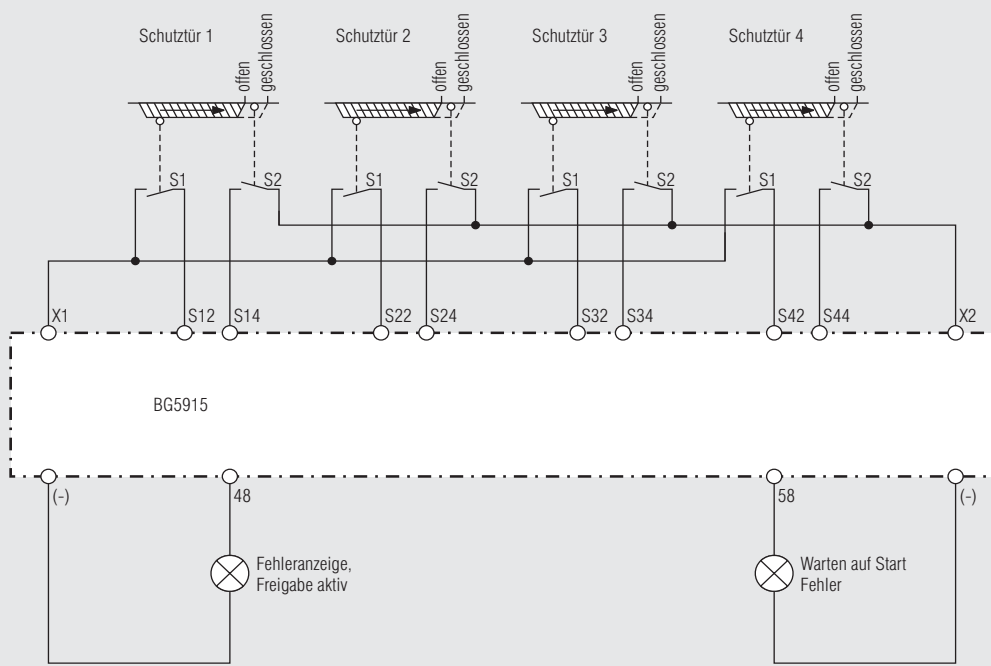 Schutztür 1
offen
geschlossen
Schutztür 2
offen
geschlossen
Schutztür 3
offen
geschlossen
Schutztür 4
offen
geschlossen
S1
S2
S1
S2
S1
S2
S1
S2
X1
S12
S14
S22
S24
S32
S34
S42
S44
X2
BG5915
(-)
48
58
(-)
Fehleranzeige,
Freigabe aktiv
Warten auf Start
Fehler